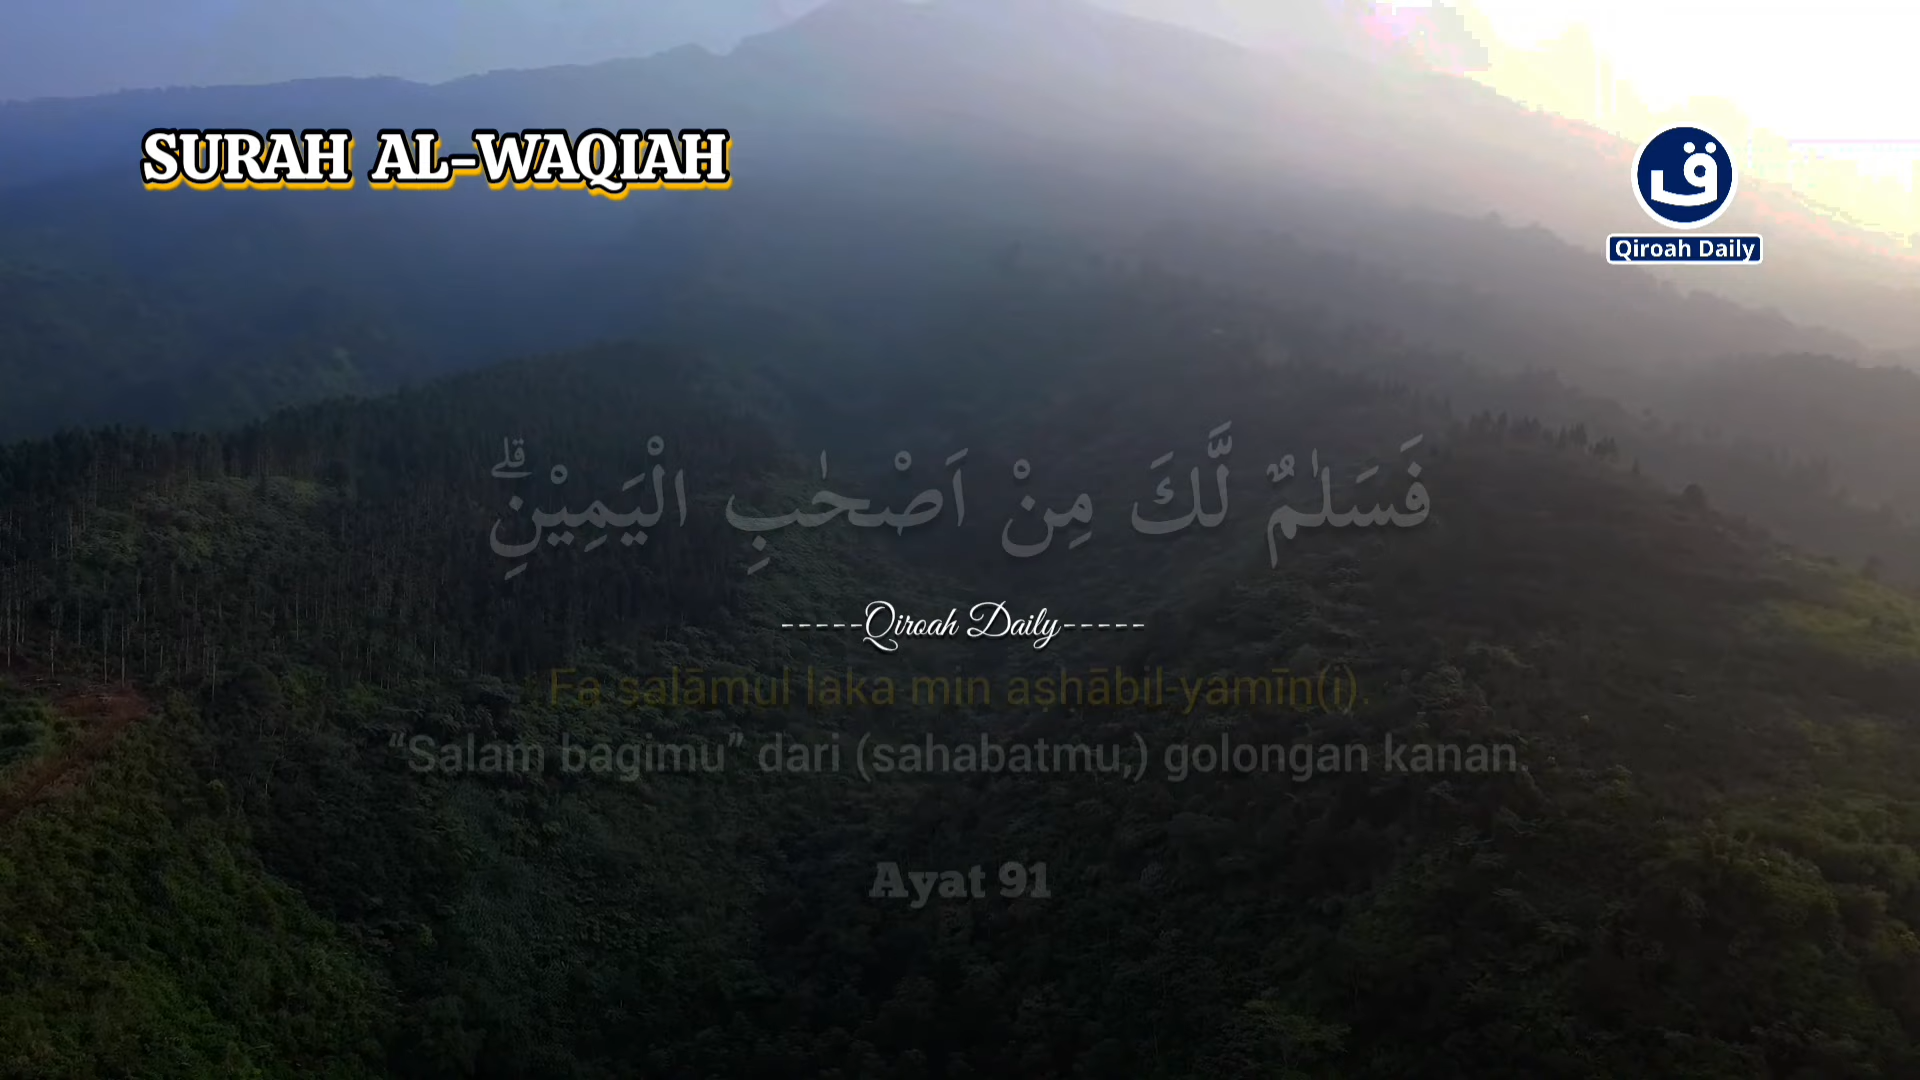 SURAH AL-WAQIAH
ق
Qiroah Daily
فَسَلٰمٌ لَّكَ مِنْ اَصْحٰبِ الْيَمِيْنِۗ
-----Qiroah Daily-----
Fa salāmul laka min aṣḥābil-yamīn(i).
“Salam bagimu” dari (sahabatmu,) golongan kanan.
Ayat 91